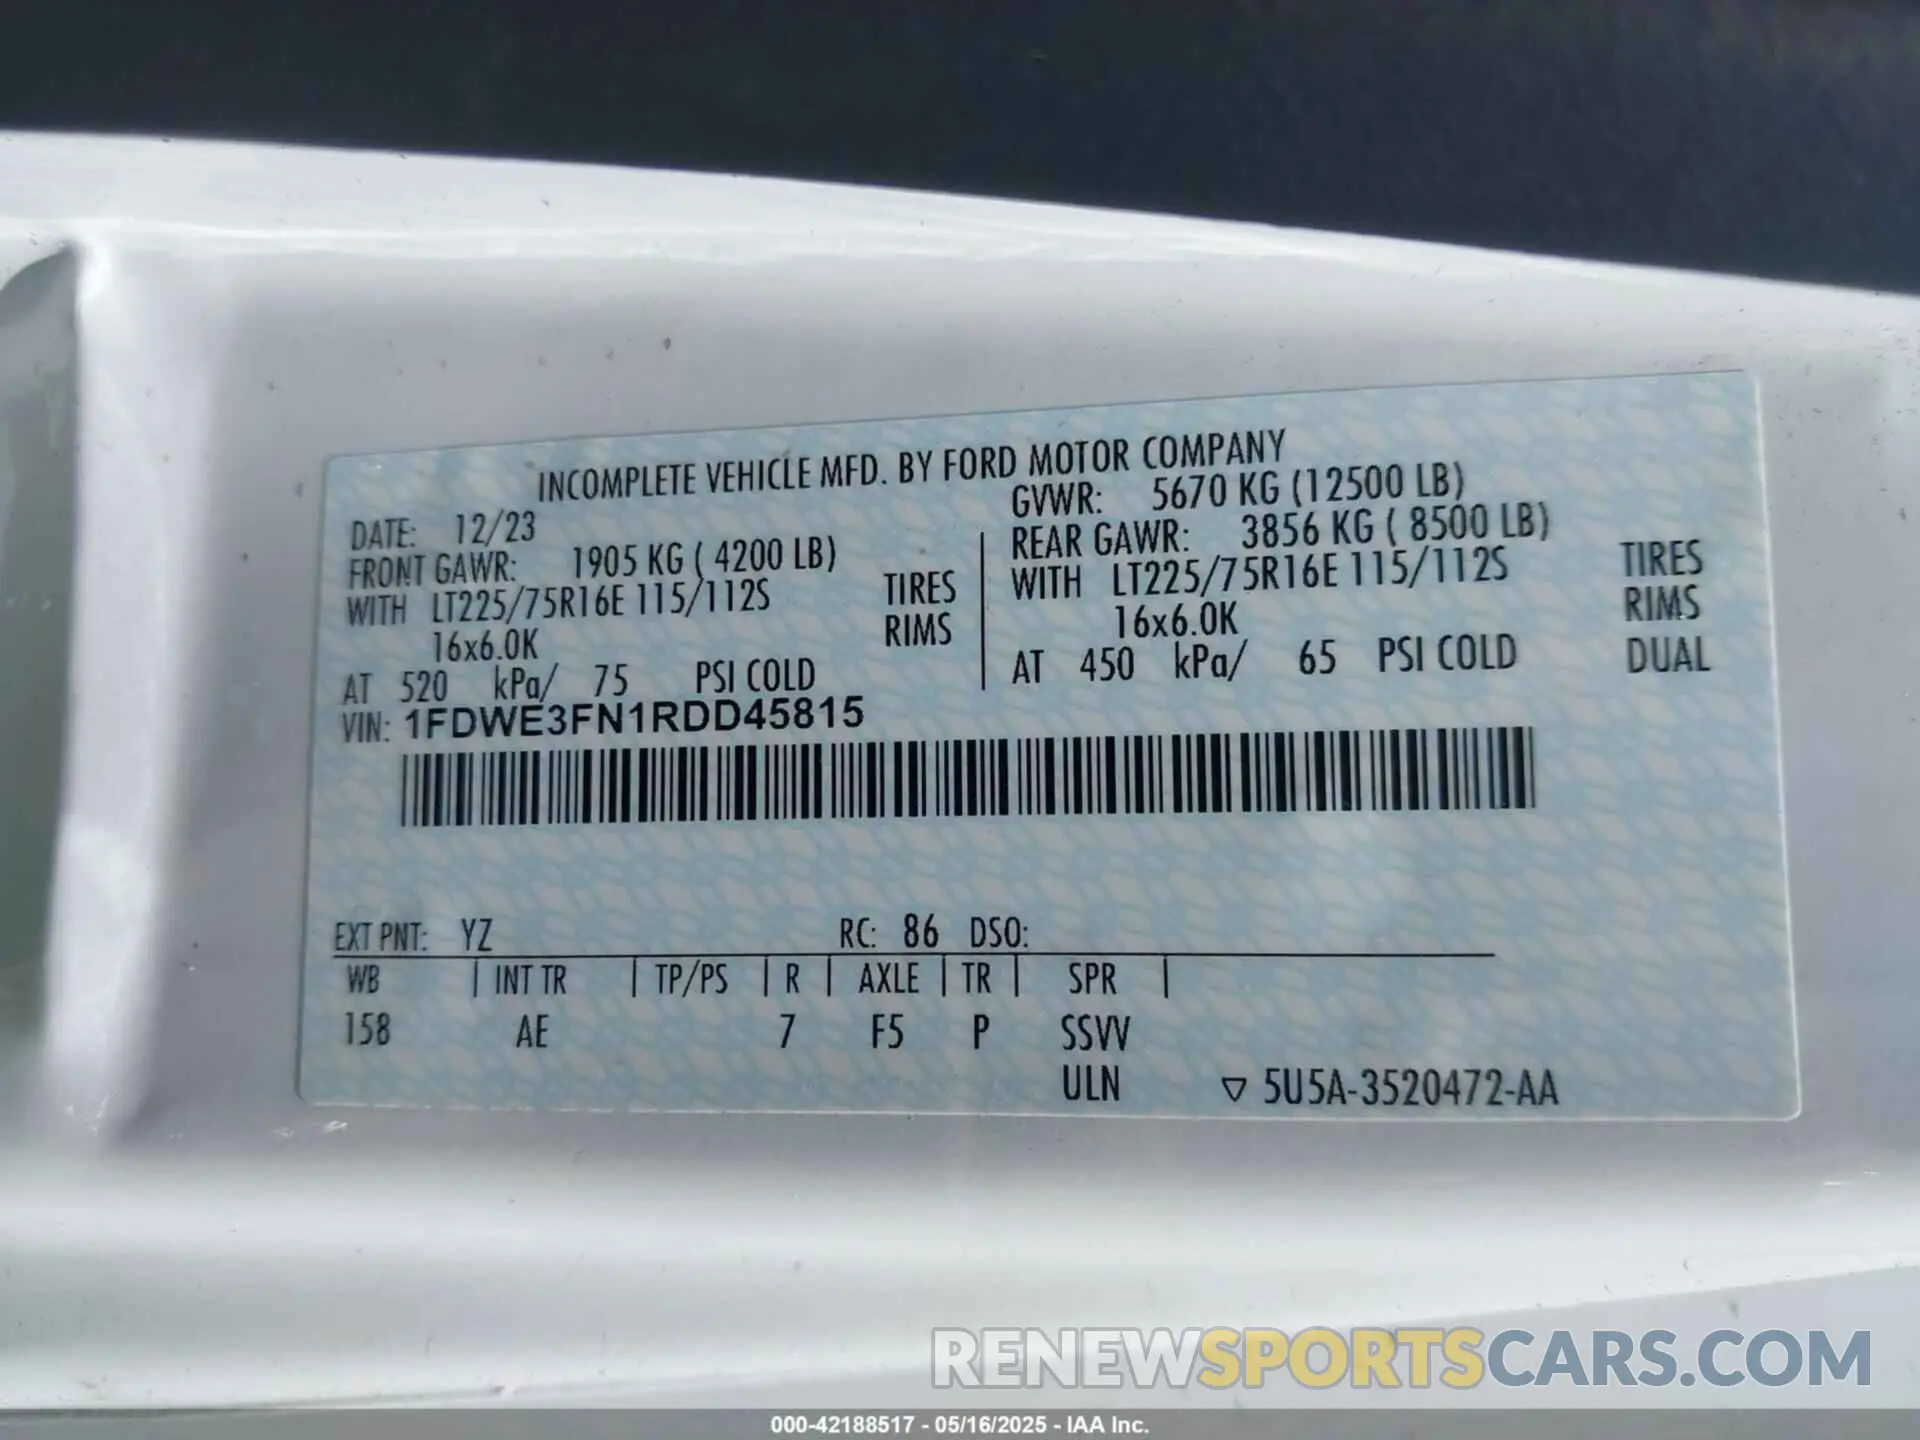 INCOMPLETE VEHICLE MFD. BY FORD MOTOR COMPANY
DATE: 12/23
GVWR: 5670 KG (12500 LB)
FRONT GAWR: 1905 KG ( 4200 LB)
REAR GAWR: 3856 KG ( 8500 LB)
WITH LT225/75R16E 115/112S TIRES
WITH LT225/75R16E 115/112S TIRES
16x6.0K RIMS
16x6.0K RIMS
AT 520 kPa/ 75 PSI COLD
AT 450 kPa/ 65 PSI COLD DUAL
VIN: 1FDWE3FN1RDD45815
EXT PNT: YZ RC: 86 DSO:
WB | INT TR | TP/PS | R | AXLE | TR | SPR |
158 AE 7 F5 P SSVV
ULN ▽ 5U5A-3520472-AA
RENEWSPORTSCARS.COM
000-42188517 - 05/16/2025 - IAA Inc.